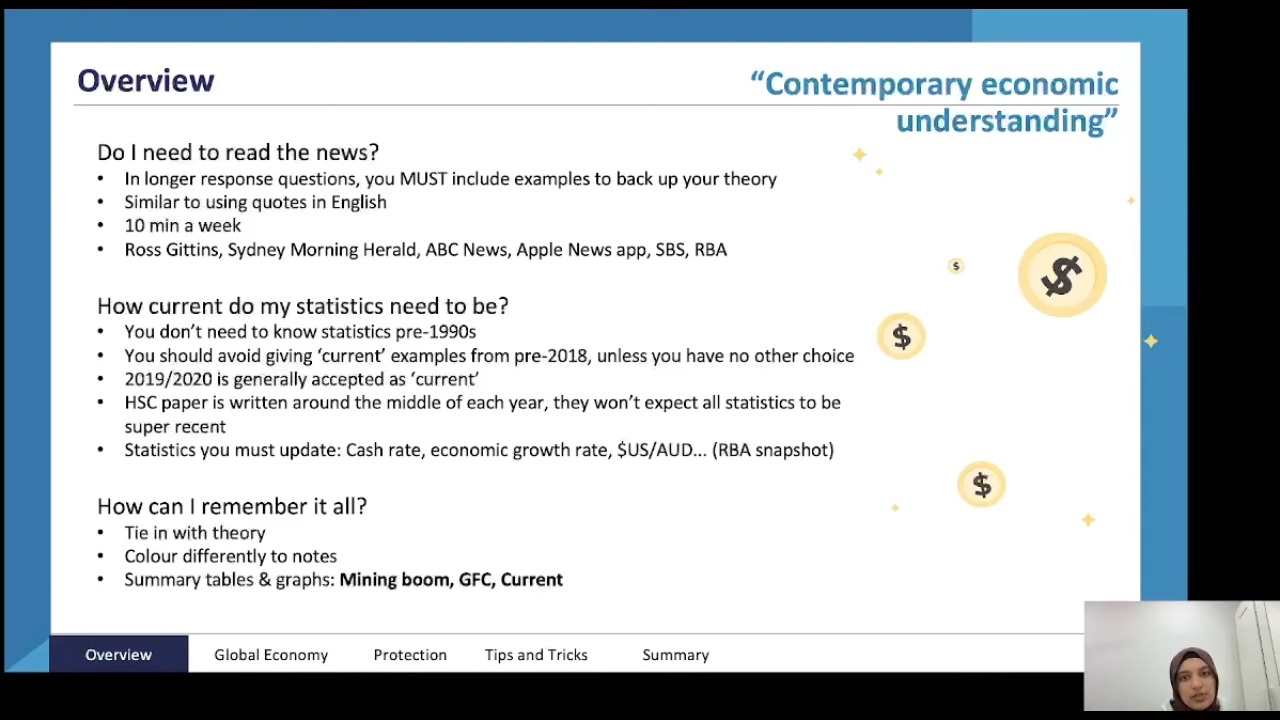 Overview
“Contemporary economic
understanding”
Do I need to read the news?
• In longer response questions, you MUST include examples to back up your theory
• Similar to using quotes in English
• 10 min a week
• Ross Gittins, Sydney Morning Herald, ABC News, Apple News app, SBS, RBA
How current do my statistics need to be?
• You don’t need to know statistics pre-1990s
• You should avoid giving ‘current’ examples from pre-2018, unless you have no other choice
• 2019/2020 is generally accepted as ‘current’
• HSC paper is written around the middle of each year, they won’t expect all statistics to be
super recent
• Statistics you must update: Cash rate, economic growth rate, $US/AUD... (RBA snapshot)
How can I remember it all?
• Tie in with theory
• Colour differently to notes
• Summary tables & graphs: Mining boom, GFC, Current
$
$
$
$
Overview Global Economy Protection Tips and Tricks Summary